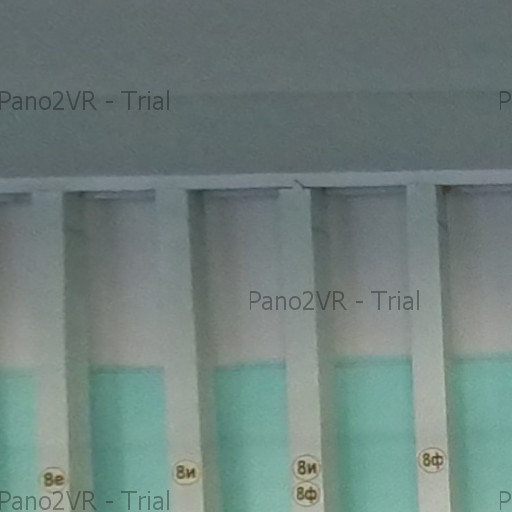 Pano2VR - Trial
P
Pano2VR - Trial
8е
8и
8и
8ф
8ф
Pano2VR - Trial
P